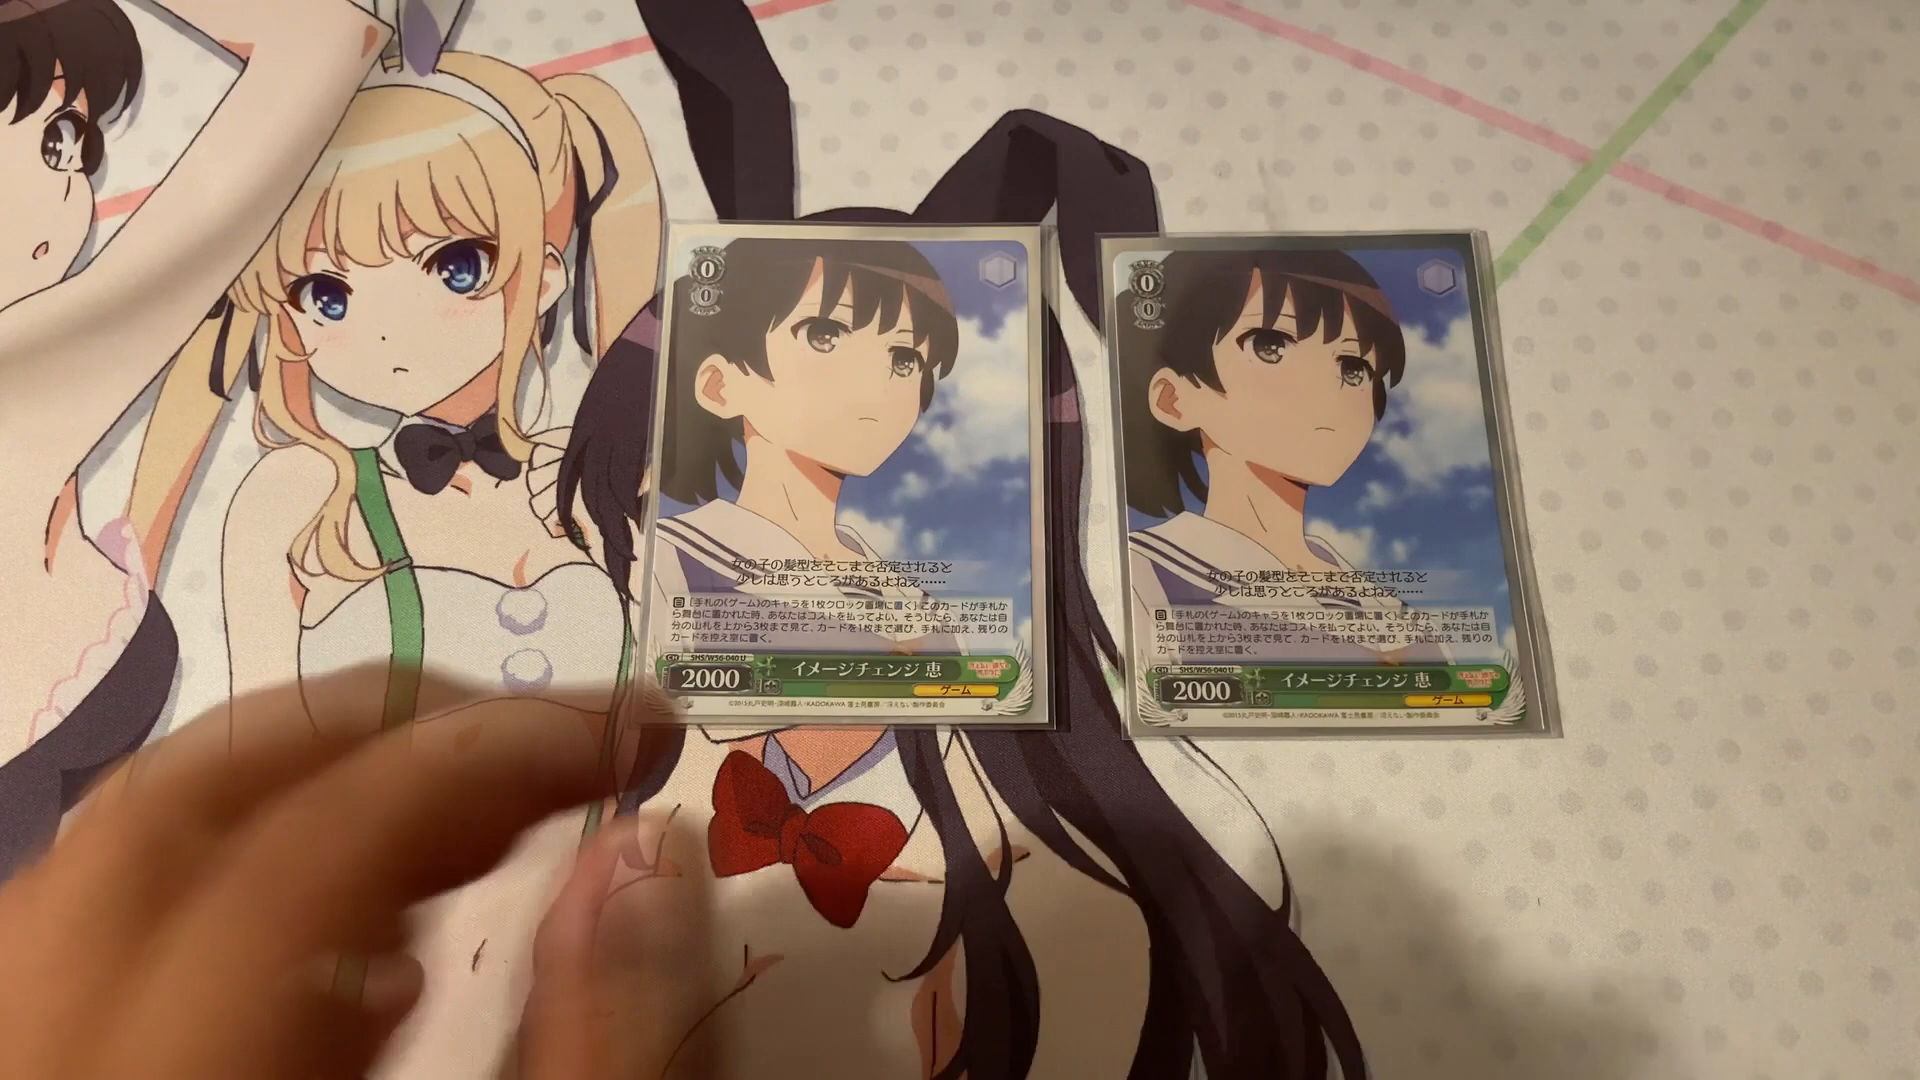 0
0
女の子の髪型をそこまで否定されると
少しは思うところがあるよねえ……
自［手札の《ゲーム》のキャラを1枚クロック置場に置く］このカードが手札か
ら舞台に置かれた時、あなたはコストを払ってよい。そうしたら、あなたは自
分の山札を上から3枚まで見て、カードを1枚まで選び、手札に加え、残りの
カードを控え室に置く。
SHS/W56-040 U
2000
イメージチェンジ 恵
ゲーム
©2015丸戸史明・深崎暮人・KADOKAWA 富士見書房／冴えない製作委員会
0
0
女の子の髪型をそこまで否定されると
少しは思うところがあるよねえ……
自［手札の《ゲーム》のキャラを1枚クロック置場に置く］このカードが手札か
ら舞台に置かれた時、あなたはコストを払ってよい。そうしたら、あなたは自
分の山札を上から3枚まで見て、カードを1枚まで選び、手札に加え、残りの
カードを控え室に置く。
SHS/W56-040 U
2000
イメージチェンジ 恵
ゲーム
©2015丸戸史明・深崎暮人・KADOKAWA 富士見書房／冴えない製作委員会